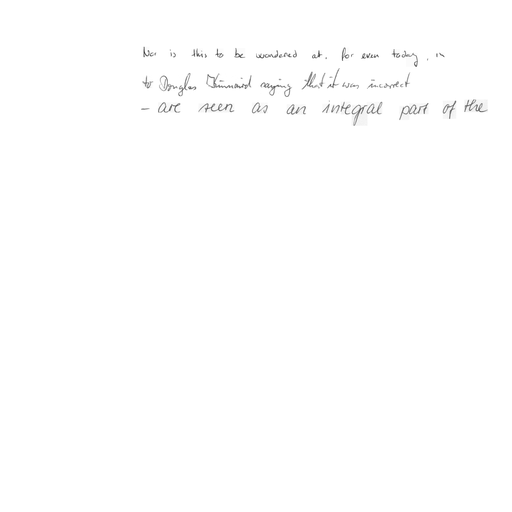 Nor is this to be wondered at. For even today, in
to Douglas Kinnaird saying that it was incorrect
- are seen as an integral part of the